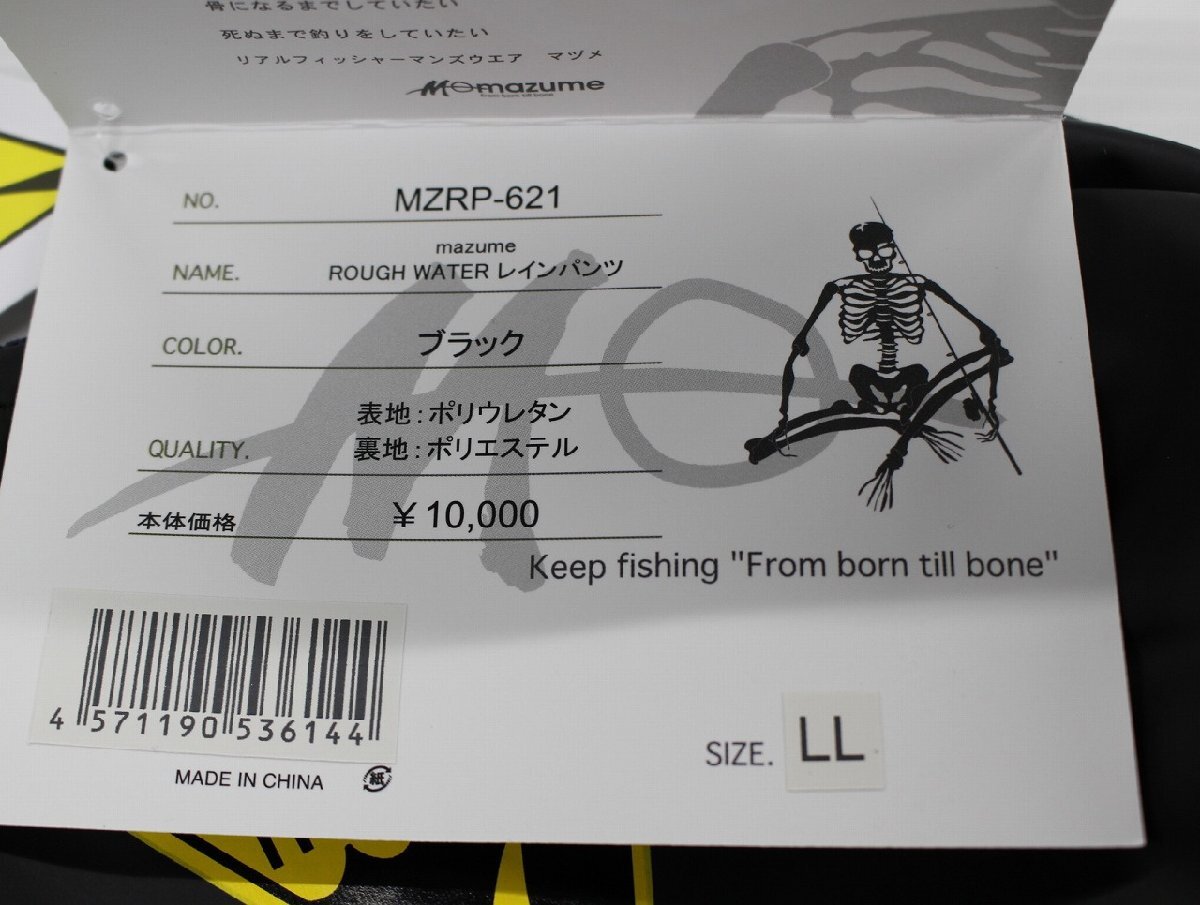 骨になるまでしていたい
死ぬまで釣りをしていたい
リアルフィッシャーマンズウエア　マヅメ
mazume
From born till bone
NO. MZRP-621
mazume
NAME. ROUGH WATER レインパンツ
COLOR. ブラック
表地：ポリウレタン
QUALITY. 裏地：ポリエステル
本体価格 ￥10,000
Keep fishing "From born till bone"
4 571190 536144
SIZE. LL
MADE IN CHINA 紙